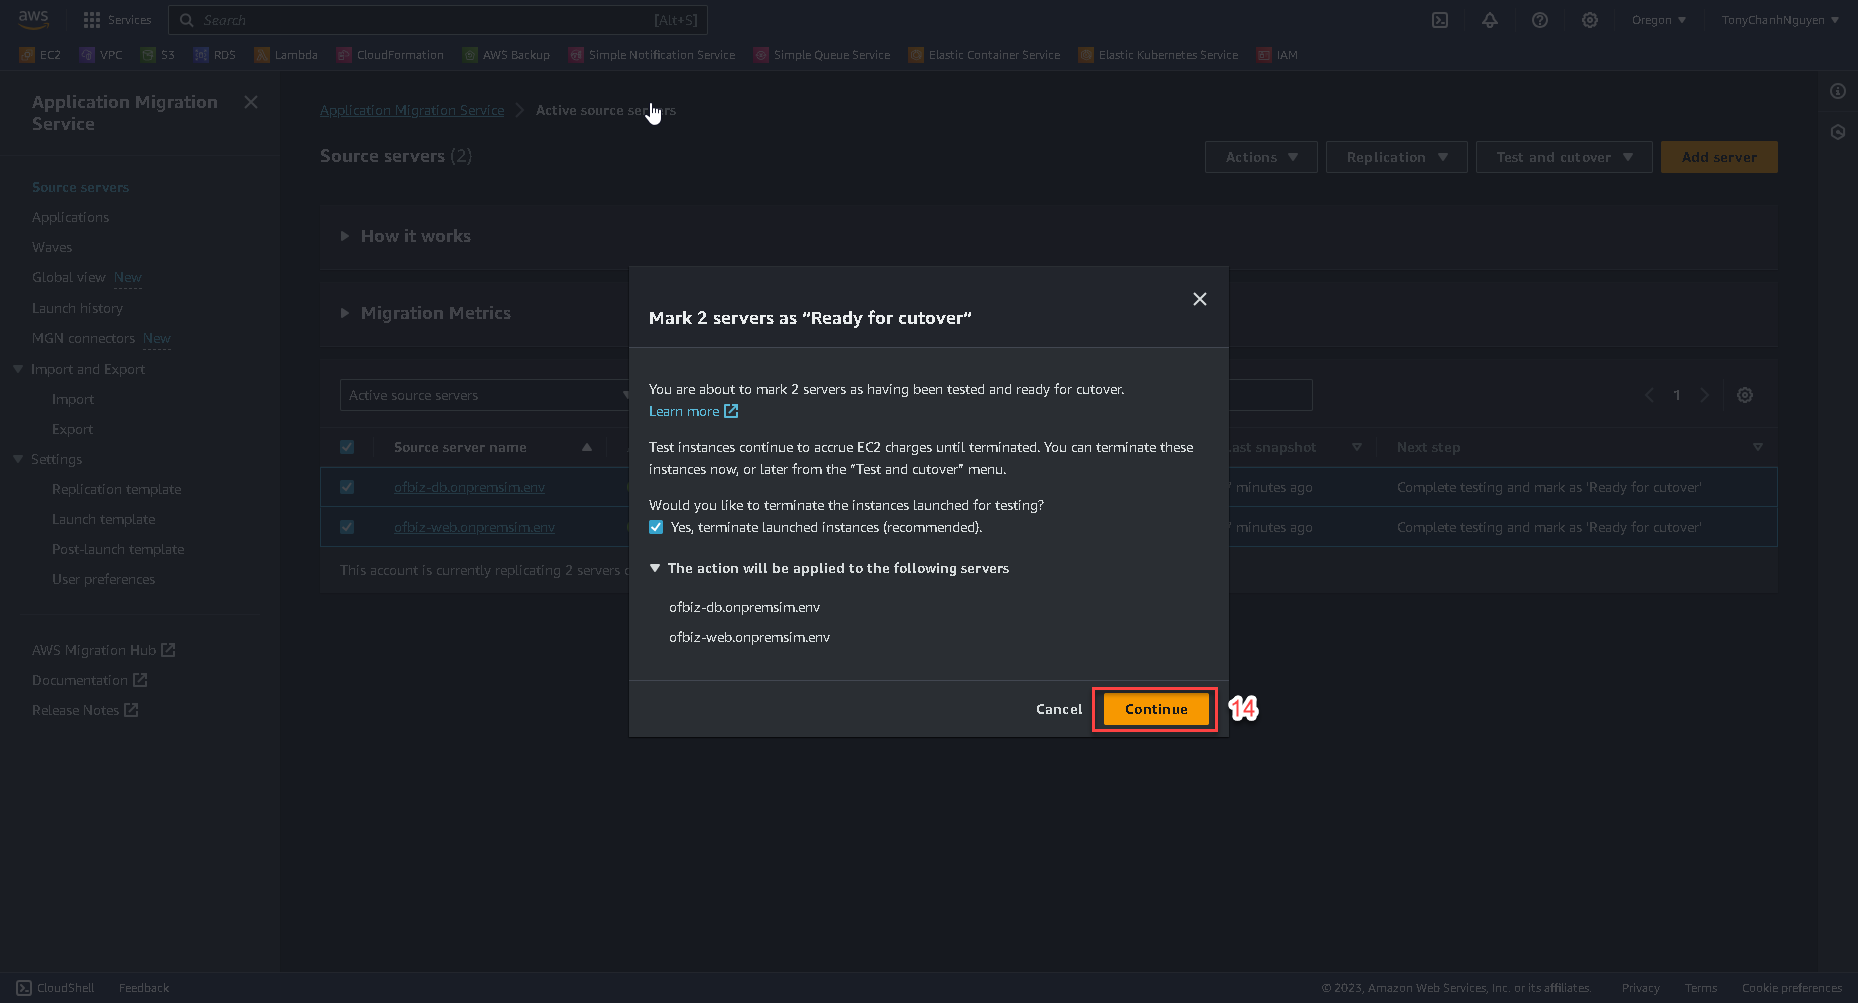 aws
Services
Search
[Alt+S]
Oregon
TonyChanhNguyen
EC2
VPC
S3
RDS
Lambda
CloudFormation
AWS Backup
Simple Notification Service
Simple Queue Service
Elastic Container Service
Elastic Kubernetes Service
IAM
Application Migration
Service
Source servers
Applications
Waves
Global view New
Launch history
MGN connectors New
Import and Export
Import
Export
Settings
Replication template
Launch template
Post-launch template
User preferences
AWS Migration Hub
Documentation
Release Notes
Application Migration Service
Active source servers
Source servers (2)
Actions
Replication
Test and cutover
Add server
How it works
Migration Metrics
Active source servers
1
Source server name
last snapshot
Next step
ofbiz-db.onpremsim.env
minutes ago
Complete testing and mark as 'Ready for cutover'
ofbiz-web.onpremsim.env
minutes ago
Complete testing and mark as 'Ready for cutover'
This account is currently replicating 2 servers
Mark 2 servers as “Ready for cutover”
You are about to mark 2 servers as having been tested and ready for cutover.
Learn more
Test instances continue to accrue EC2 charges until terminated. You can terminate these
instances now, or later from the “Test and cutover” menu.
Would you like to terminate the instances launched for testing?
Yes, terminate launched instances (recommended).
The action will be applied to the following servers
ofbiz-db.onpremsim.env
ofbiz-web.onpremsim.env
Cancel
Continue
14
CloudShell
Feedback
© 2023, Amazon Web Services, Inc. or its affiliates.
Privacy
Terms
Cookie preferences